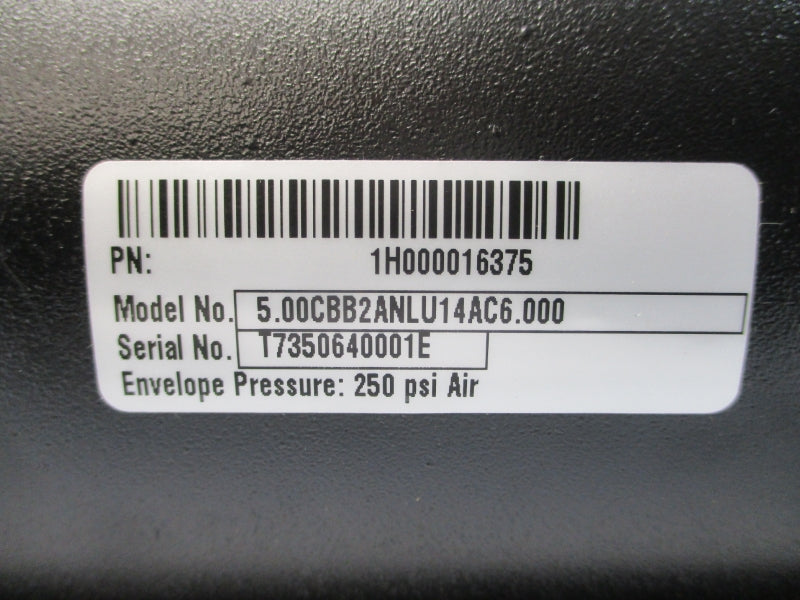 PN: 1H000016375
Model No. 5.00CBB2ANLU14AC6.000
Serial No. T7350640001E
Envelope Pressure: 250 psi Air